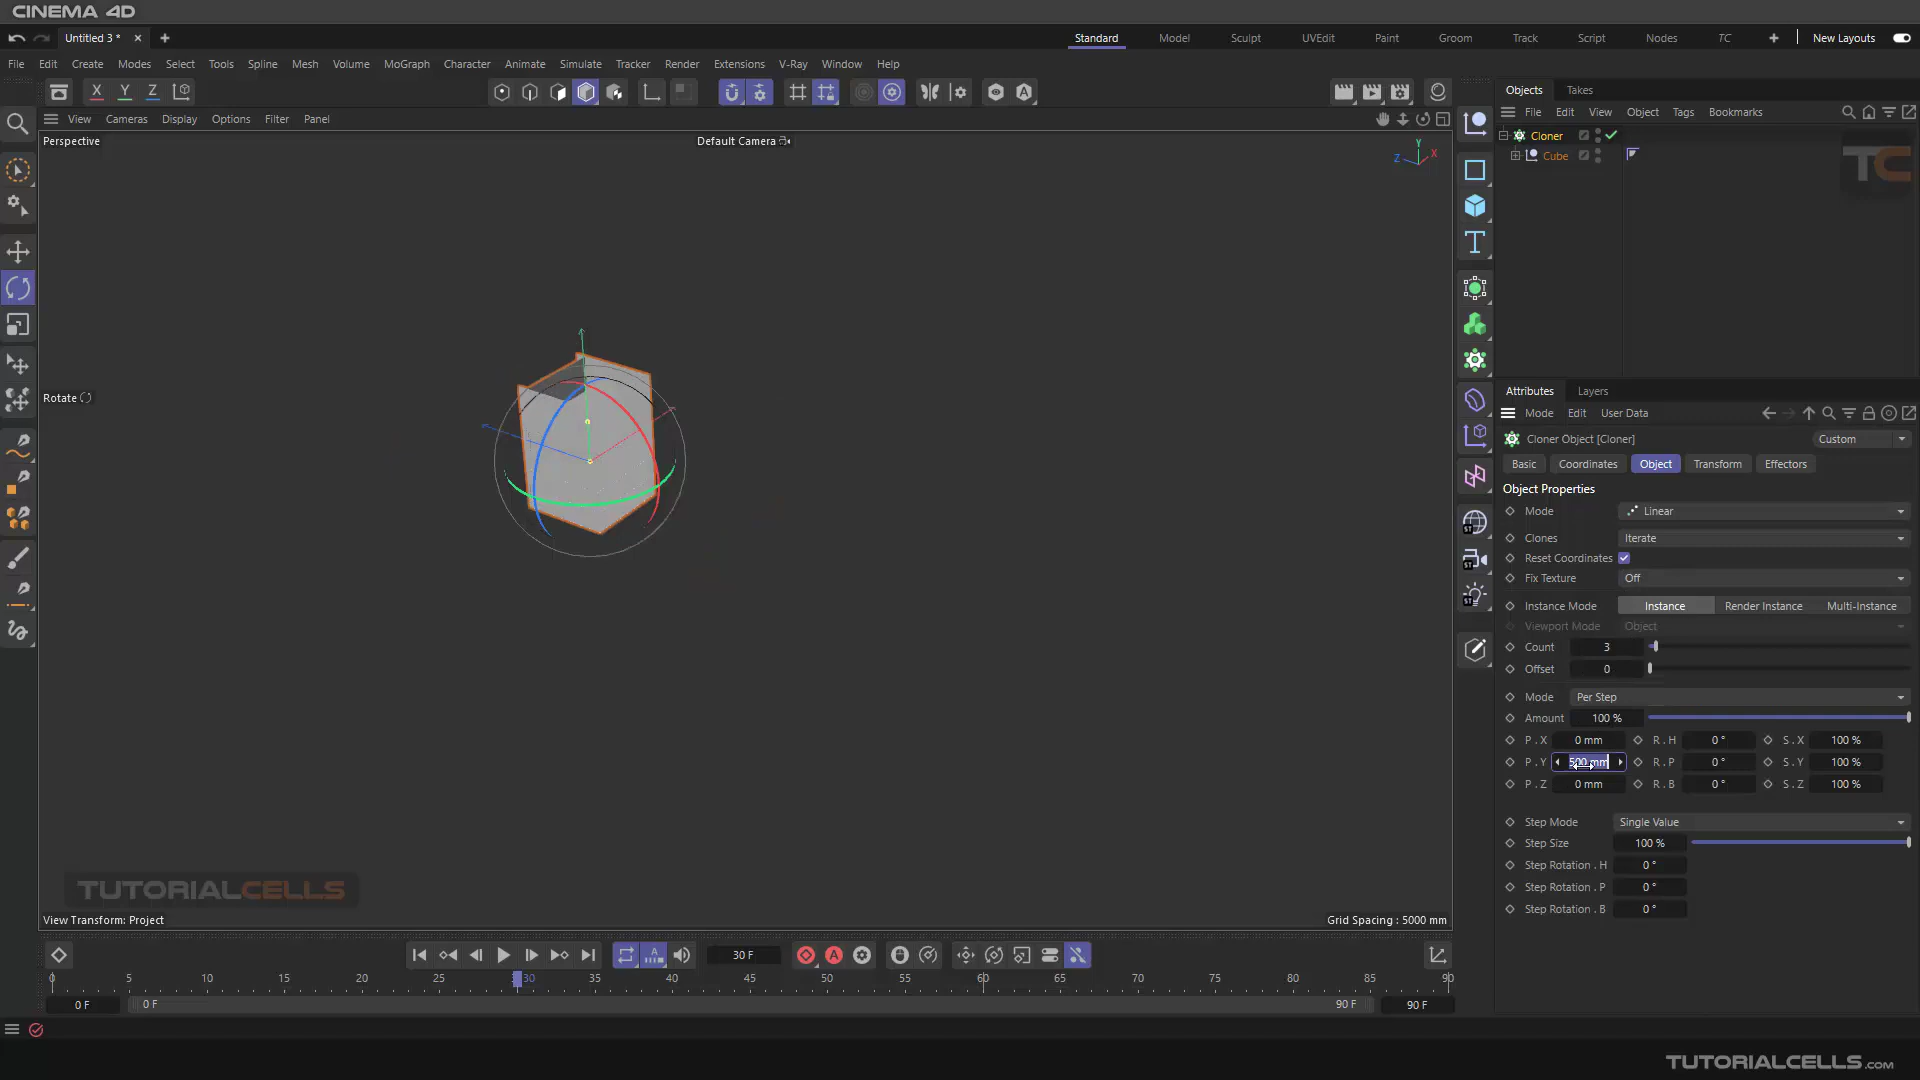 CINEMA 4D
Untitled 3 *
Standard Model Sculpt UVEdit Paint Groom Track Script Nodes TC New Layouts
File Edit Create Modes Select Tools Spline Mesh Volume MoGraph Character Animate Simulate Tracker Render Extensions V-Ray Window Help
X Y Z
Objects Takes
View Cameras Display Options Filter Panel
File Edit View Object Tags Bookmarks
Perspective
Default Camera
Y
Z
X
Cloner
Cube
TC
Rotate
Attributes Layers
Mode Edit User Data
Cloner Object [Cloner]
Custom
Basic Coordinates Object Transform Effectors
Object Properties
Mode Linear
Clones Iterate
Reset Coordinates
Fix Texture Off
Instance Mode Instance Render Instance Multi-Instance
Viewport Mode Object
Count 3
Offset 0
Mode Per Step
Amount 100 %
P . X 0 mm R . H 0 ° S . X 100 %
P . Y 500 mm R . P 0 ° S . Y 100 %
P . Z 0 mm R . B 0 ° S . Z 100 %
Step Mode Single Value
Step Size 100 %
Step Rotation . H 0 °
Step Rotation . P 0 °
Step Rotation . B 0 °
TUTORIALCELLS
View Transform: Project
Grid Spacing : 5000 mm
30 F
0 5 10 15 20 25 30 35 40 45 50 55 60 65 70 75 80 85 90
0 F 0 F 90 F 90 F
TUTORIALCELLS.com